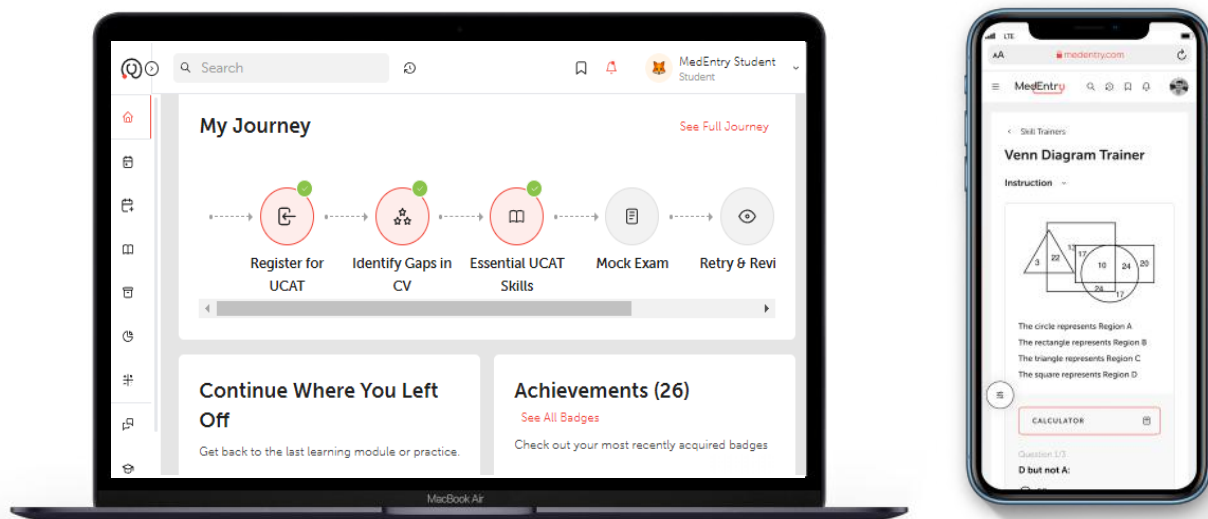 Search
MedEntry Student
Student
My Journey
See Full Journey
Register for
UCAT
Identify Gaps in
CV
Essential UCAT
Skills
Mock Exam
Retry & Revi
Continue Where You Left
Off
Get back to the last learning module or practice.
Achievements (26)
See All Badges
Check out your most recently acquired badges
MacBook Air
LTE
AA
medentry.com
MedEntry
Skill Trainers
Venn Diagram Trainer
Instruction
3
22
13
17
10
24
20
24
17
The circle represents Region A
The rectangle represents Region B
The triangle represents Region C
The square represents Region D
CALCULATOR
Question 1/3
D but not A: